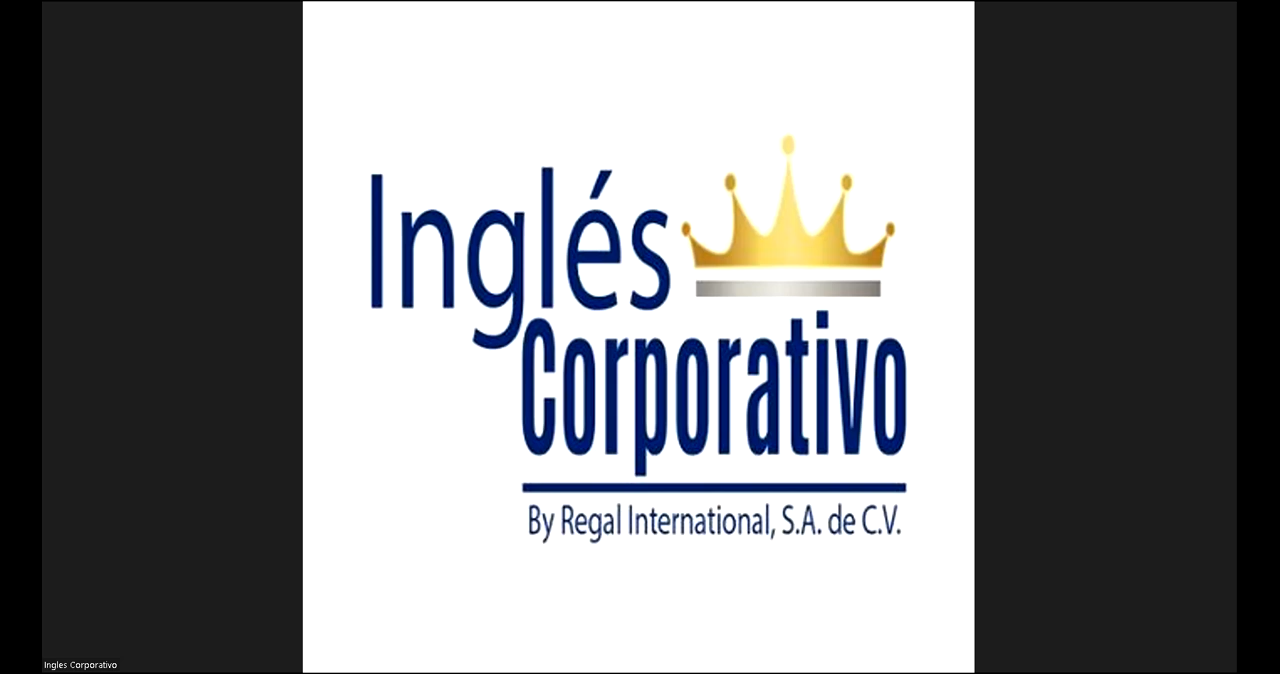 Inglés
Corporativo
By Regal International, S.A. de C.V.
Ingles Corporativo